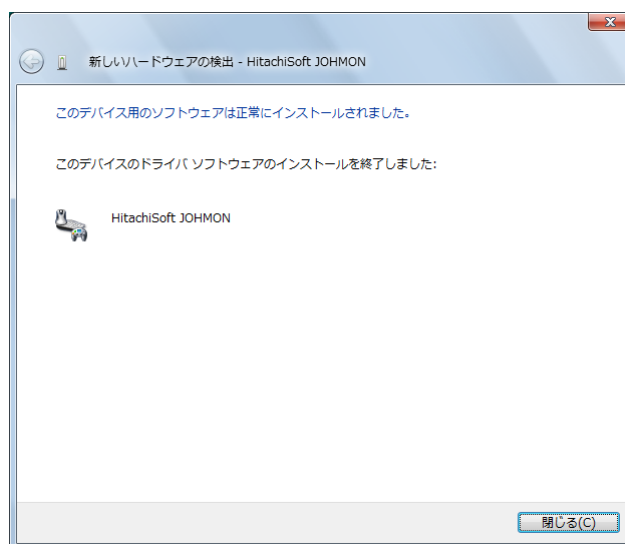 新しいハードウェアの検出 - HitachiSoft JOHMON
このデバイス用のソフトウェアは正常にインストールされました。
このデバイスのドライバ ソフトウェアのインストールを終了しました:
HitachiSoft JOHMON
閉じる(C)